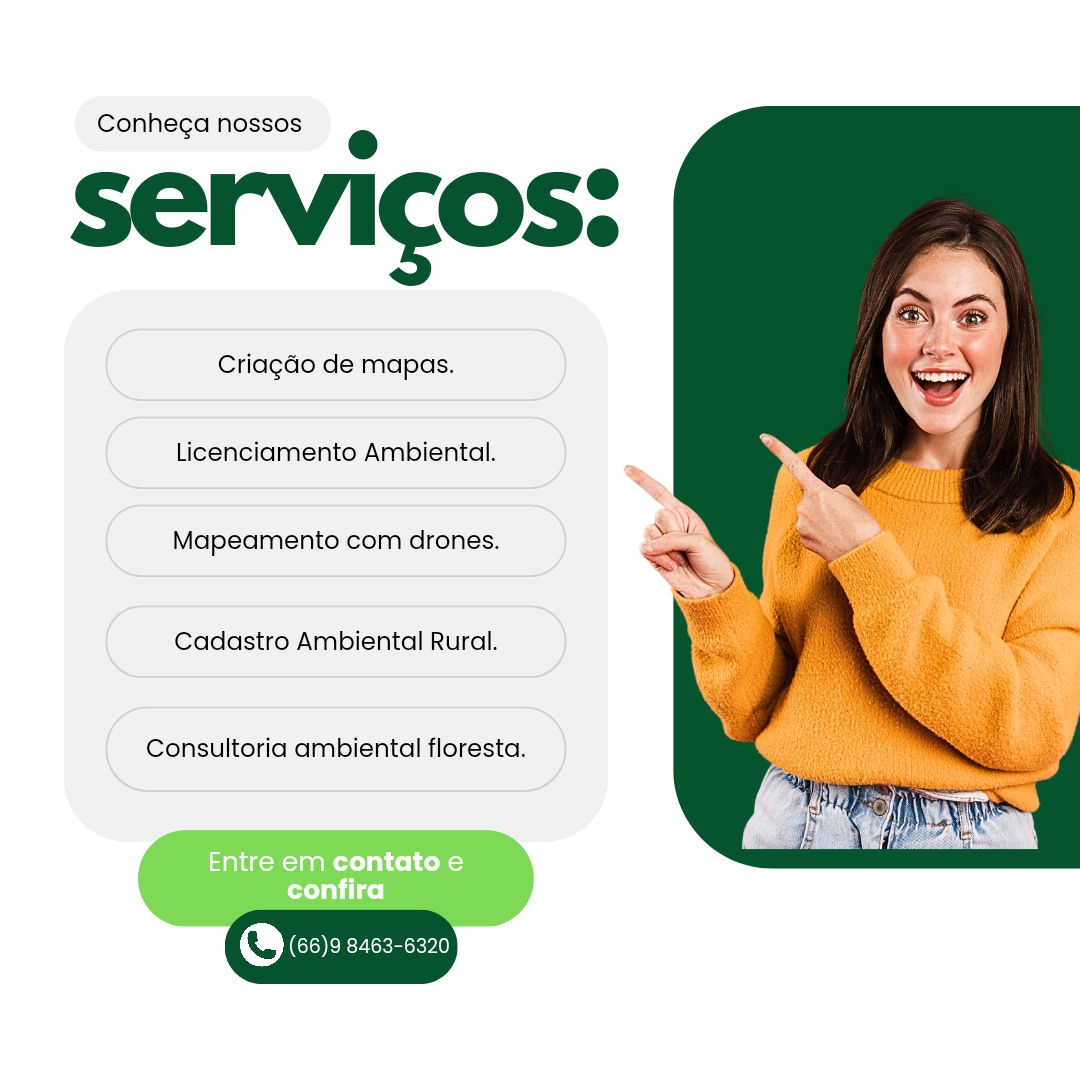 Conheça nossos
serviços:
Criação de mapas.
Licenciamento Ambiental.
Mapeamento com drones.
Cadastro Ambiental Rural.
Consultoria ambiental floresta.
Entre em contato e
confira
(66)9 8463-6320